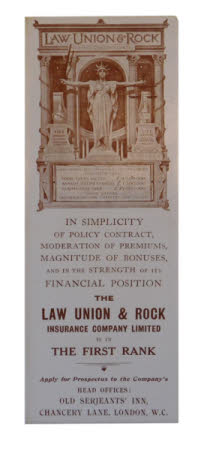 LAW UNION & ROCK
IN SIMPLICITY
OF POLICY CONTRACT,
MODERATION OF PREMIUMS,
MAGNITUDE OF BONUSES,
AND IN THE STRENGTH OF ITS
FINANCIAL POSITION
THE
LAW UNION & ROCK
INSURANCE COMPANY LIMITED
IS IN
THE FIRST RANK
Apply for Prospectus to the Company's
HEAD OFFICES:
OLD SERJEANTS' INN,
CHANCERY LANE, LONDON, W.C.